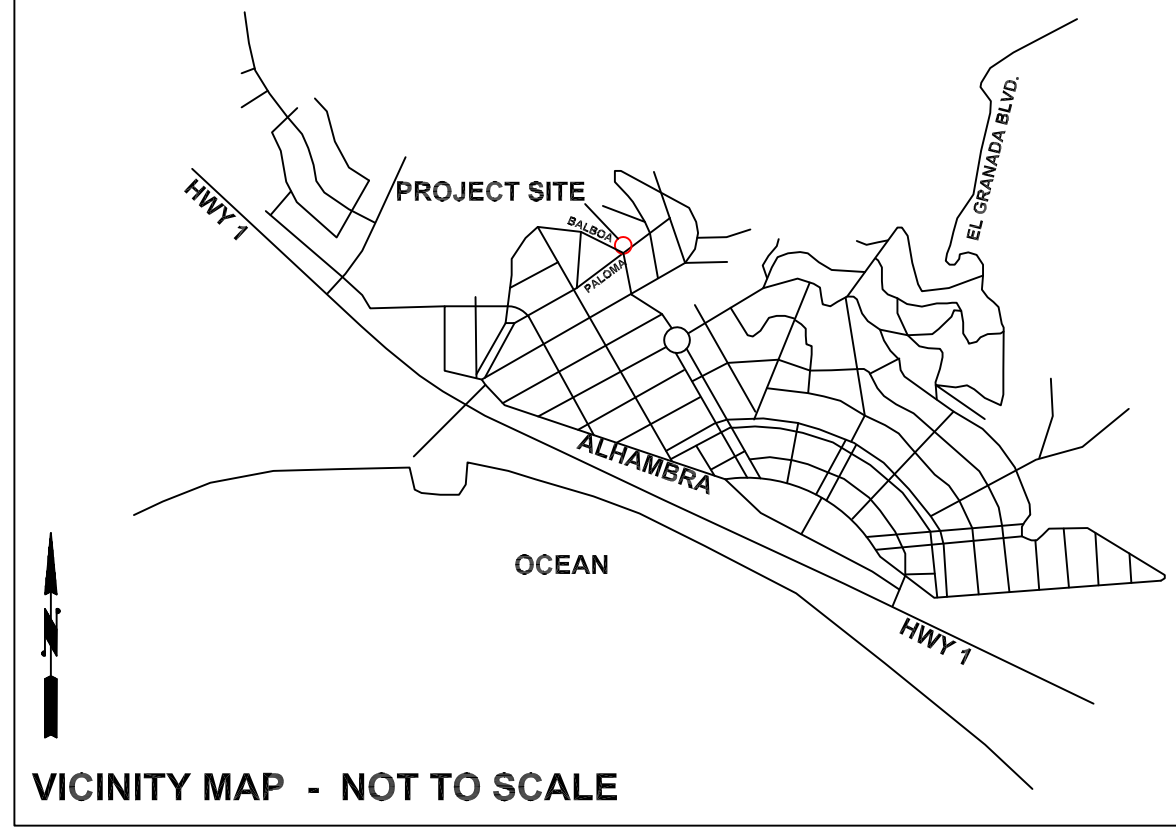 EL GRANADA BLVD.
PROJECT SITE
HWY 1
BALBOA
PALOMA
ALHAMBRA
OCEAN
N
HWY 1
VICINITY MAP - NOT TO SCALE